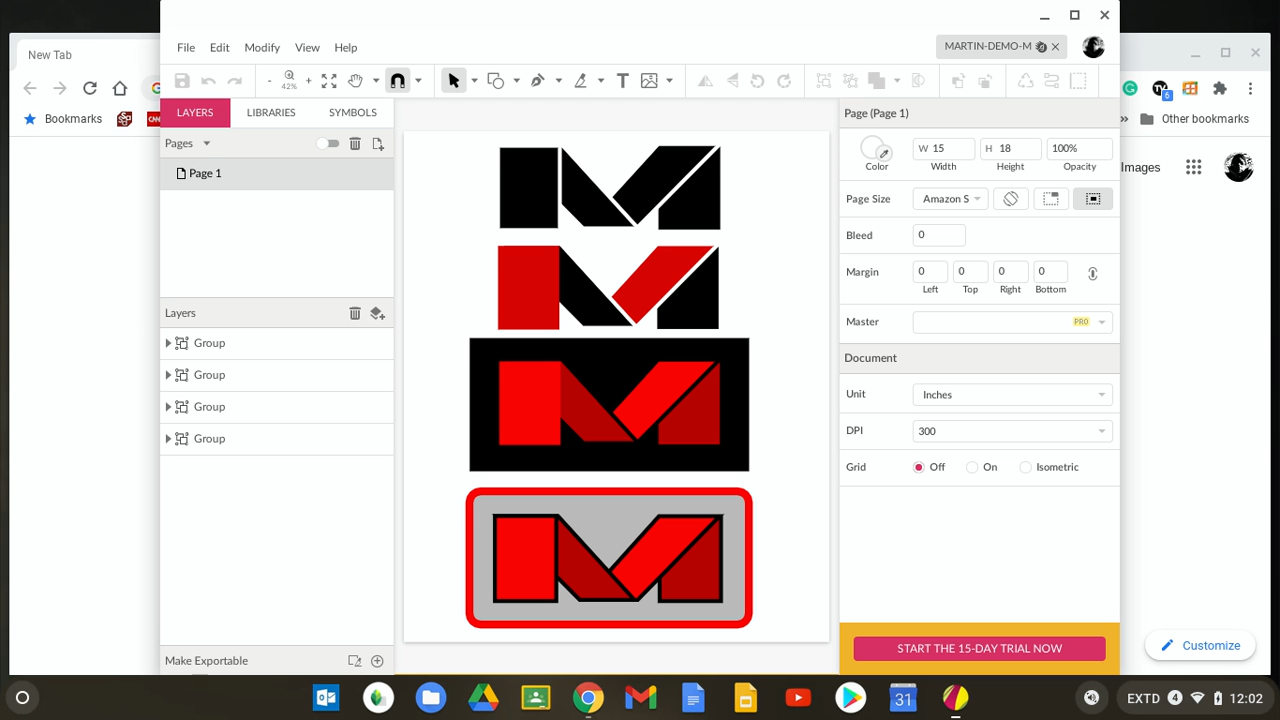 New Tab
File Edit Modify View Help
MARTIN-DEMO-M
42%
Bookmarks
Other bookmarks
6
LAYERS LIBRARIES SYMBOLS
Page (Page 1)
Pages
W 15 H 18 100%
Color Width Height Opacity
Images
Page 1
Page Size Amazon S
Bleed 0
Margin 0 0 0 0
Left Top Right Bottom
Layers
Master PRO
Group
Document
Group
Unit Inches
Group
DPI 300
Group
Grid Off On Isometric
START THE 15-DAY TRIAL NOW
Customize
Make Exportable
31
EXTD 4 12:02